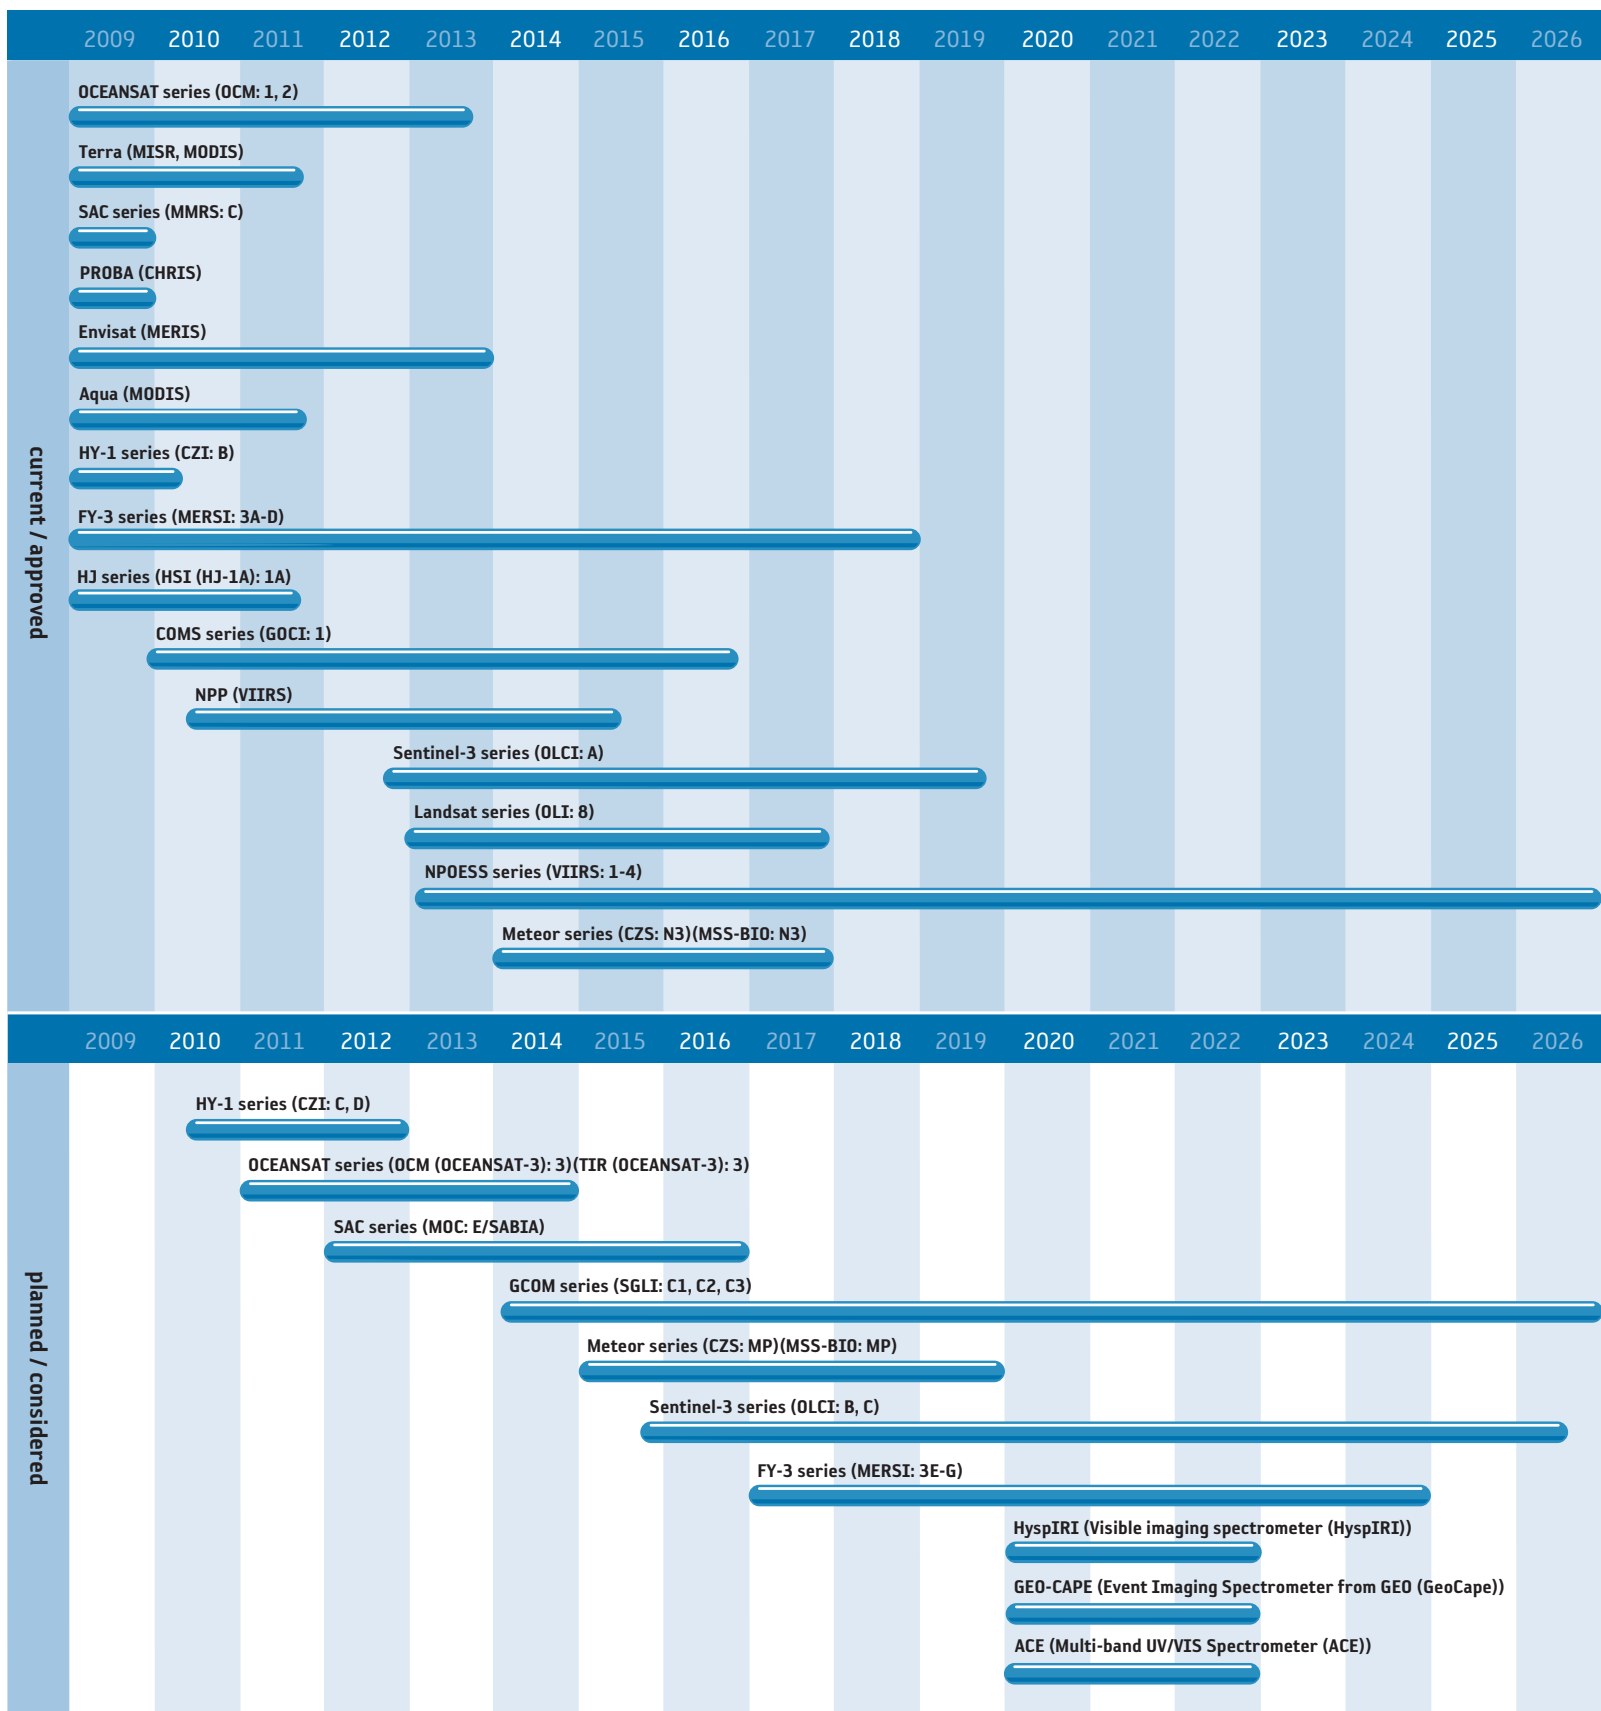 2009 2010 2011 2012 2013 2014 2015 2016 2017 2018 2019 2020 2021 2022 2023 2024 2025 2026
current / approved
OCEANSAT series (OCM: 1, 2)
Terra (MISR, MODIS)
SAC series (MMRS: C)
PROBA (CHRIS)
Envisat (MERIS)
Aqua (MODIS)
HY-1 series (CZI: B)
FY-3 series (MERSI: 3A-D)
HJ series (HSI (HJ-1A): 1A)
COMS series (GOCI: 1)
NPP (VIIRS)
Sentinel-3 series (OLCI: A)
Landsat series (OLI: 8)
NPOESS series (VIIRS: 1-4)
Meteor series (CZS: N3)(MSS-BIO: N3)
2009 2010 2011 2012 2013 2014 2015 2016 2017 2018 2019 2020 2021 2022 2023 2024 2025 2026
planned / considered
HY-1 series (CZI: C, D)
OCEANSAT series (OCM (OCEANSAT-3): 3)(TIR (OCEANSAT-3): 3)
SAC series (MOC: E/SABIA)
GCOM series (SGLI: C1, C2, C3)
Meteor series (CZS: MP)(MSS-BIO: MP)
Sentinel-3 series (OLCI: B, C)
FY-3 series (MERSI: 3E-G)
HyspIRI (Visible imaging spectrometer (HyspIRI))
GEO-CAPE (Event Imaging Spectrometer from GEO (GeoCape))
ACE (Multi-band UV/VIS Spectrometer (ACE))